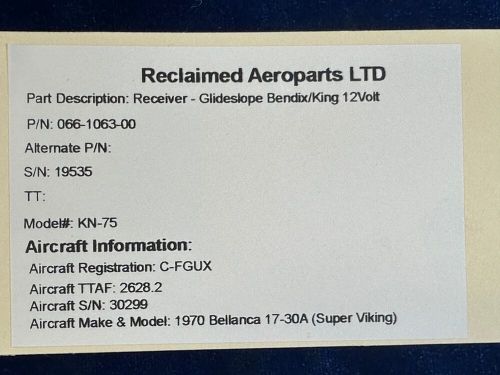 Reclaimed Aeroparts LTD
Part Description: Receiver - Glideslope Bendix/King 12Volt
P/N: 066-1063-00
Alternate P/N:
S/N: 19535
TT:
Model#: KN-75
Aircraft Information:
Aircraft Registration: C-FGUX
Aircraft TTAF: 2628.2
Aircraft S/N: 30299
Aircraft Make & Model: 1970 Bellanca 17-30A (Super Viking)